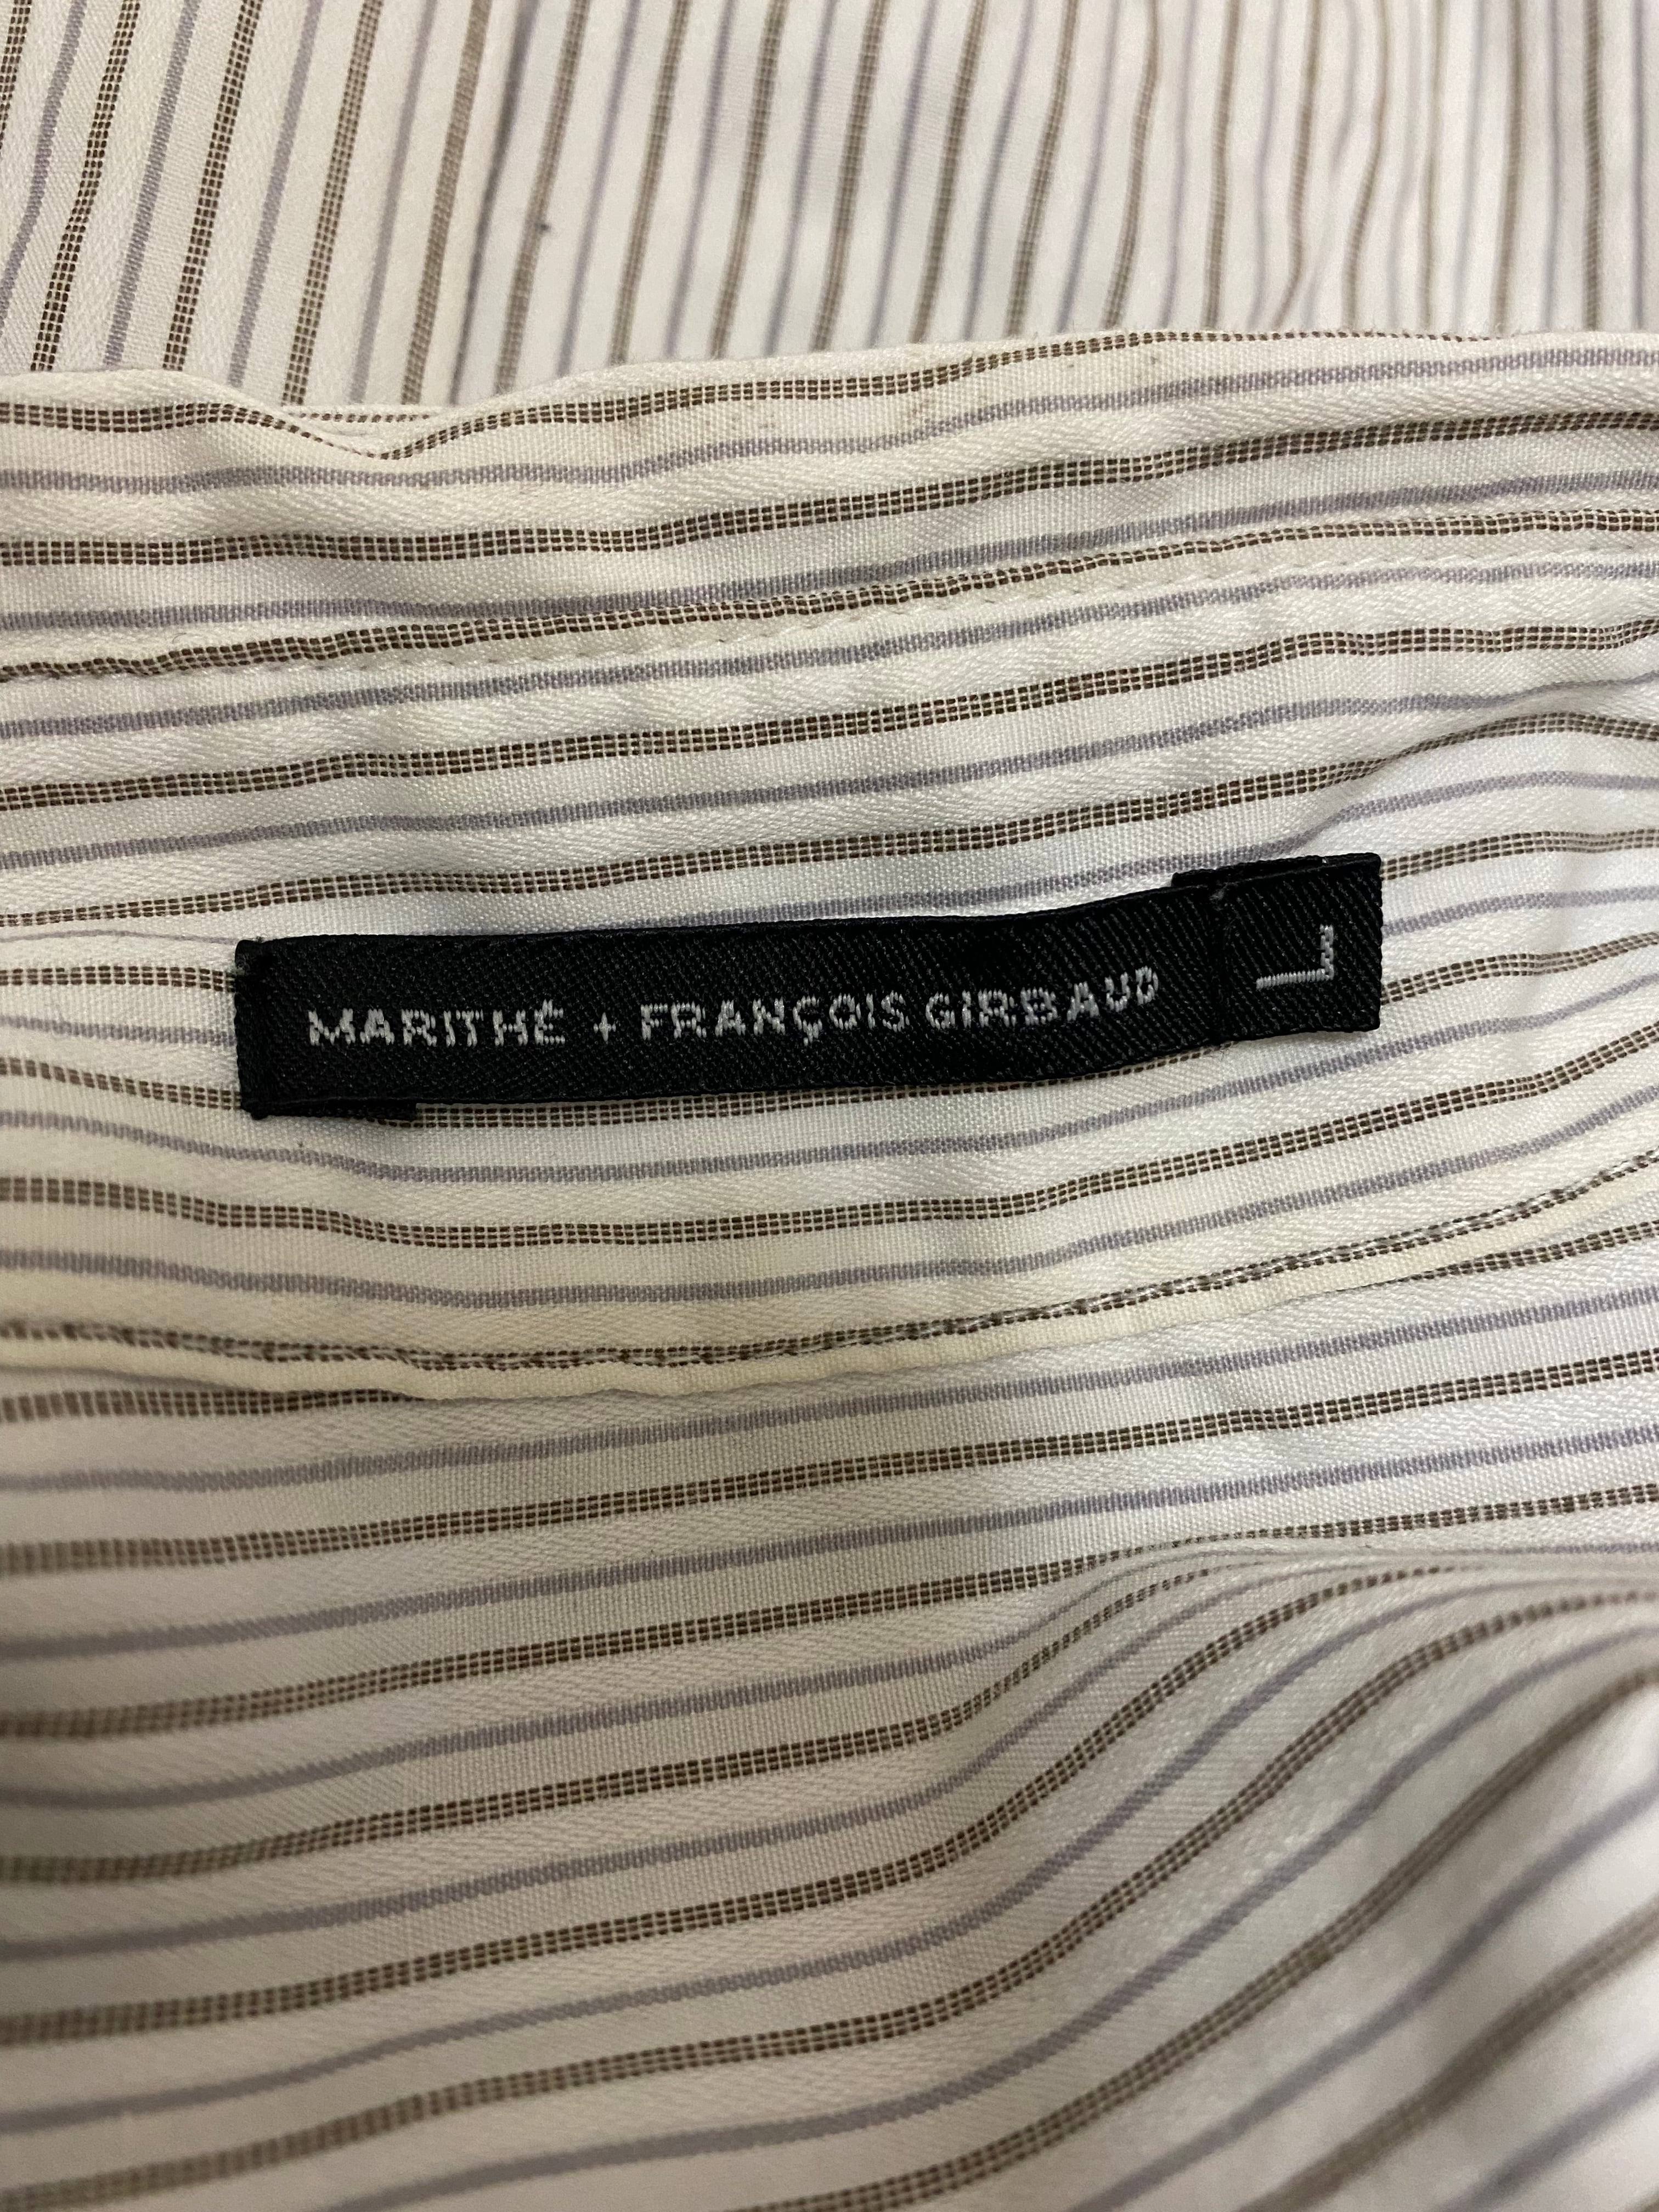 MARITHÉ + FRANÇOIS GIRBAUD
L